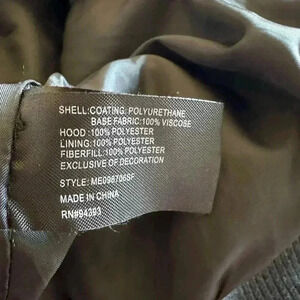 SHELL:COATING: POLYURETHANE
BASE FABRIC:100% VISCOSE
HOOD :100% POLYESTER
LINING :100% POLYESTER
FIBERFILL:100% POLYESTER
EXCLUSIVE OF DECORATION
STYLE: ME098706SF
MADE IN CHINA
RN#94393